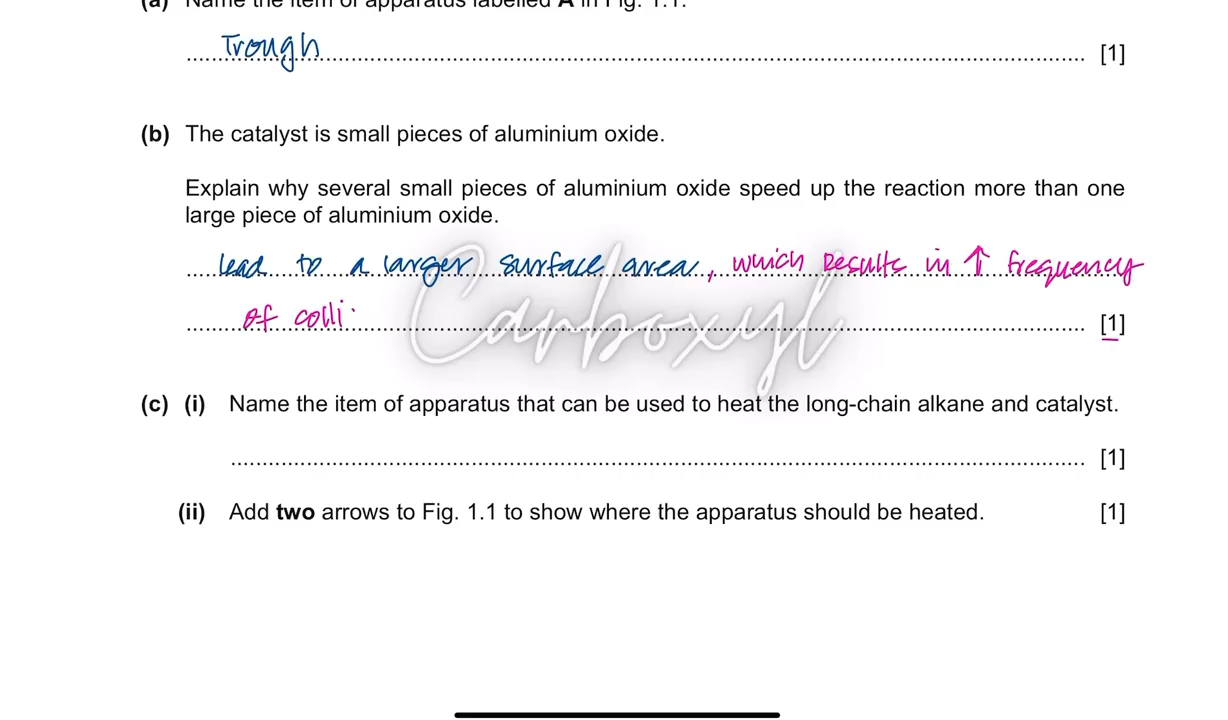 (a) Name the item of apparatus labelled A in Fig. 1.1.
Trough
[1]
(b) The catalyst is small pieces of aluminium oxide.
Explain why several small pieces of aluminium oxide speed up the reaction more than one
large piece of aluminium oxide.
lead to a larger surface area, which results in ↑ frequency
of colli
[1]
Carboxyl
(c) (i) Name the item of apparatus that can be used to heat the long-chain alkane and catalyst.
[1]
(ii) Add two arrows to Fig. 1.1 to show where the apparatus should be heated. [1]